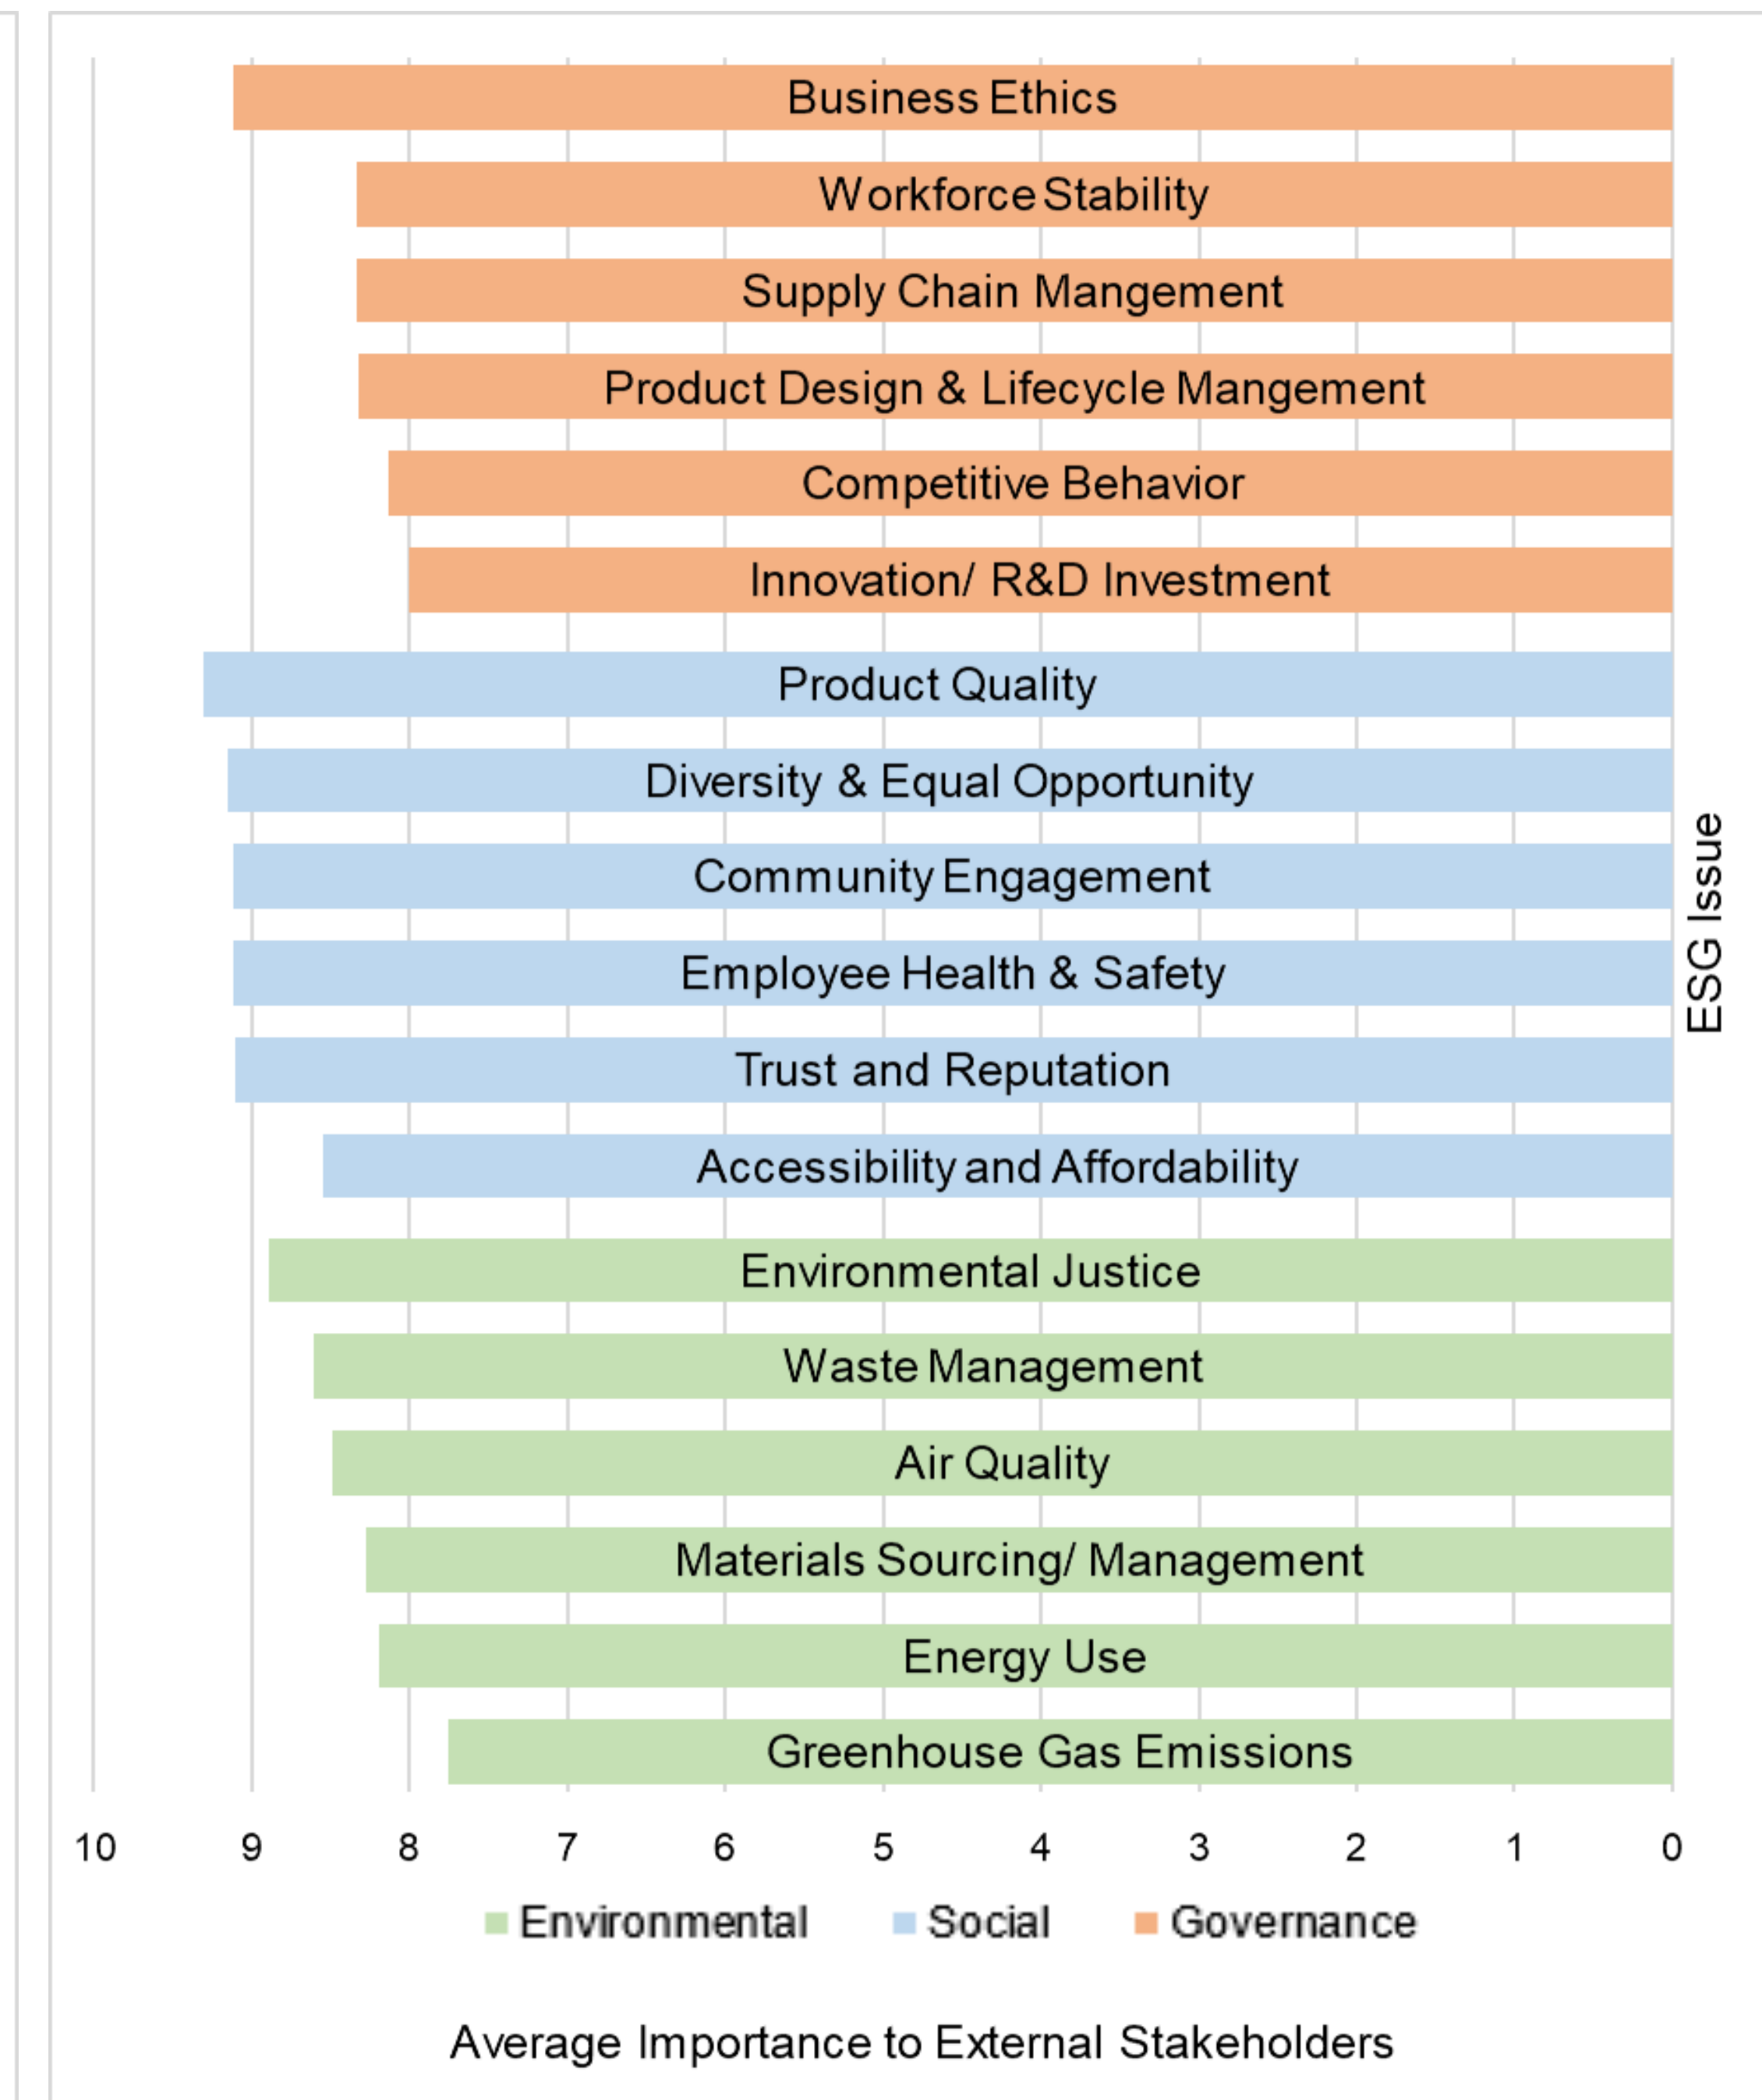 Business Ethics
Workforce Stability
Supply Chain Mangement
Product Design & Lifecycle Mangement
Competitive Behavior
Innovation/ R&D Investment
Product Quality
Diversity & Equal Opportunity
Community Engagement
Employee Health & Safety
Trust and Reputation
Accessibility and Affordability
Environmental Justice
Waste Management
Air Quality
Materials Sourcing/ Management
Energy Use
Greenhouse Gas Emissions
ESG Issue
10 9 8 7 6 5 4 3 2 1 0
Environmental Social Governance
Average Importance to External Stakeholders